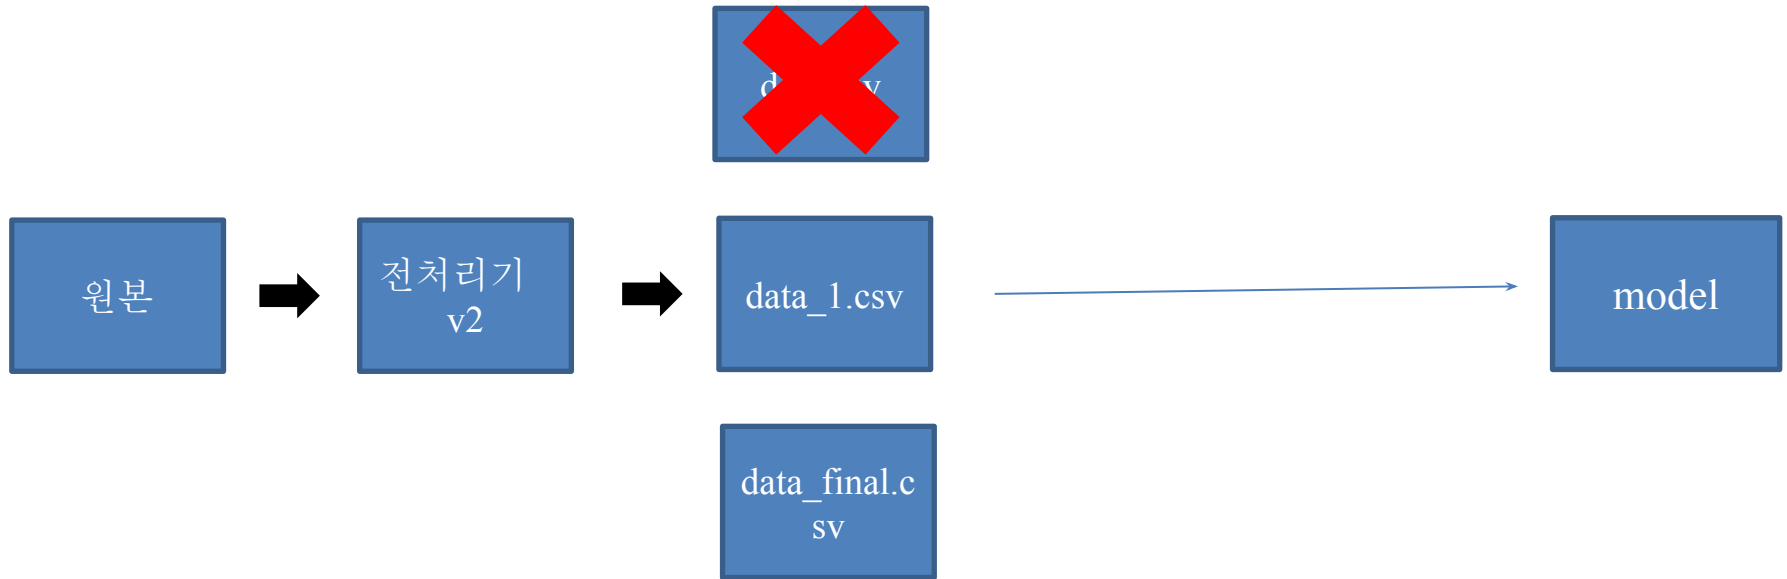 원본
전처리기
v2
data_1.csv
data_final.c
sv
model